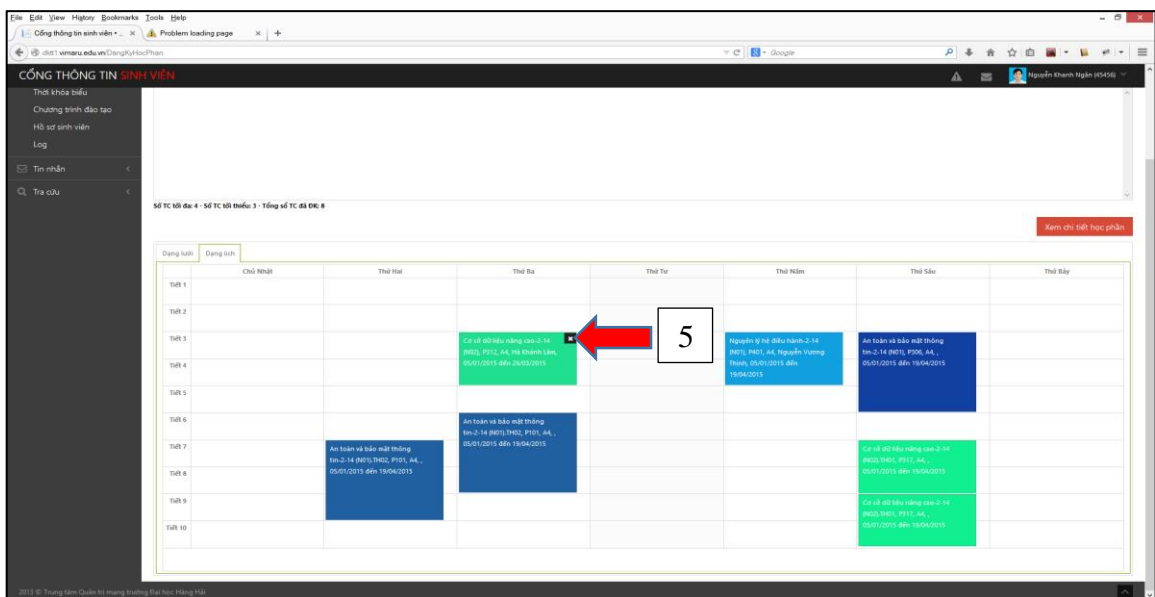 File Edit View History Bookmarks Tools Help
Cổng thông tin sinh viên • ... × Problem loading page × +
dktt1.vimaru.edu.vn/DangKyHocPhan Google
CỔNG THÔNG TIN SINH VIÊN
Nguyễn Khanh Ngân (45456)
Thời khóa biểu
Chương trình đào tạo
Hồ sơ sinh viên
Log
Tin nhắn
Tra cứu
Số TC tối đa: 4 - Số TC tối thiểu: 3 - Tổng số TC đã ĐK: 8
Xem chi tiết học phần
Dạng lưới Dạng lịch
Chủ Nhật Thứ Hai Thứ Ba Thứ Tư Thứ Năm Thứ Sáu Thứ Bảy
Tiết 1
Tiết 2
Tiết 3
Tiết 4
Tiết 5
Tiết 6
Tiết 7
Tiết 8
Tiết 9
Tiết 10
An toàn và bảo mật thông
tin-2-14 (N01).TH02, P101, A4, ,
05/01/2015 đến 19/04/2015
Cơ sở dữ liệu nâng cao-2-14
(N02), P312, A4, Hà Khánh Lâm,
05/01/2015 đến 29/03/2015
5
An toàn và bảo mật thông
tin-2-14 (N01).TH02, P101, A4, ,
05/01/2015 đến 19/04/2015
Nguyên lý hệ điều hành-2-14
(N01), P401, A4, Nguyễn Vương
Thịnh, 05/01/2015 đến
19/04/2015
An toàn và bảo mật thông
tin-2-14 (N01), P306, A4, ,
05/01/2015 đến 19/04/2015
Cơ sở dữ liệu nâng cao-2-14
(N02).TH01, P317, A4, ,
05/01/2015 đến 19/04/2015
Cơ sở dữ liệu nâng cao-2-14
(N02).TH01, P317, A4, ,
05/01/2015 đến 19/04/2015
2013 © Trung tâm Quản trị mạng trường Đại học Hàng Hải